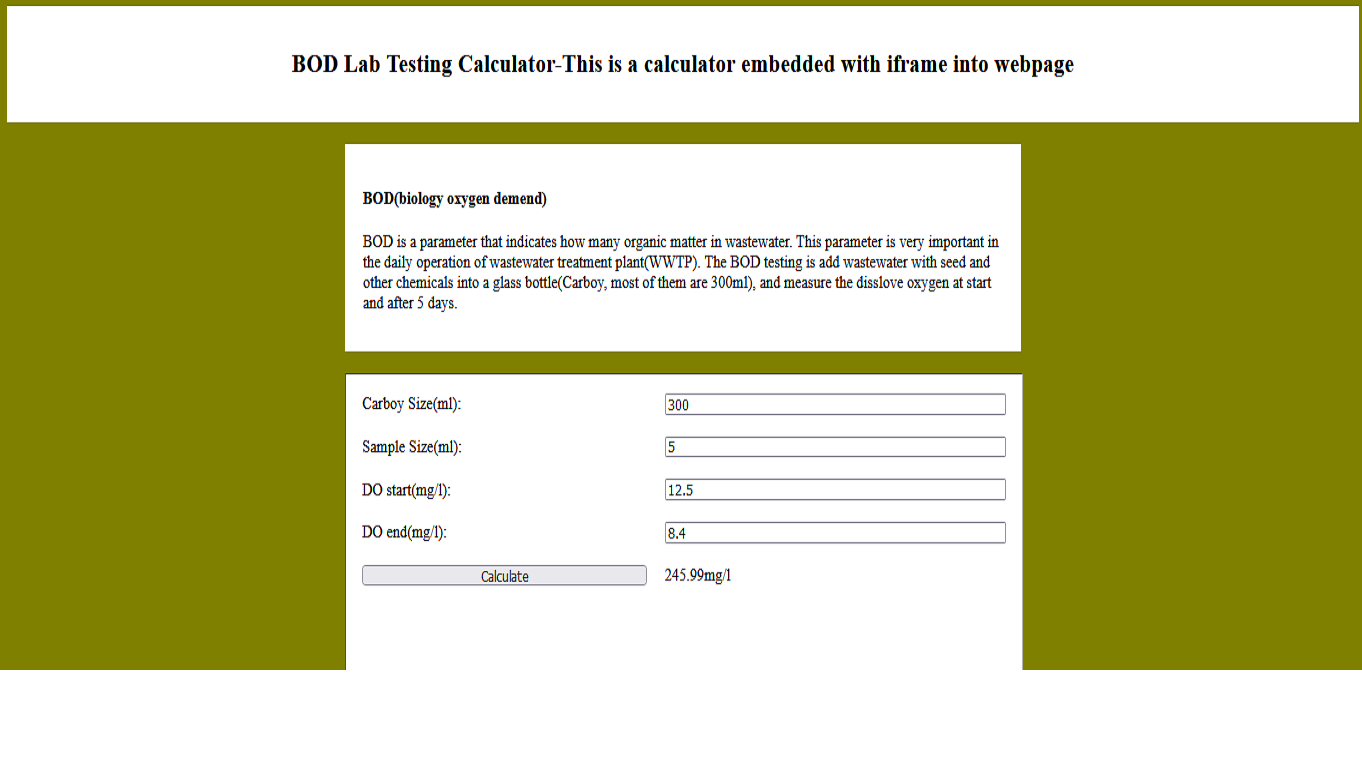 BOD Lab Testing Calculator-This is a calculator embedded with iframe into webpage
BOD(biology oxygen demend)
BOD is a parameter that indicates how many organic matter in wastewater. This parameter is very important in
the daily operation of wastewater treatment plant(WWTP). The BOD testing is add wastewater with seed and
other chemicals into a glass bottle(Carboy, most of them are 300ml), and measure the disslove oxygen at start
and after 5 days.
Carboy Size(ml): 300
Sample Size(ml): 5
DO start(mg/l): 12.5
DO end(mg/l): 8.4
Calculate 245.99mg/l